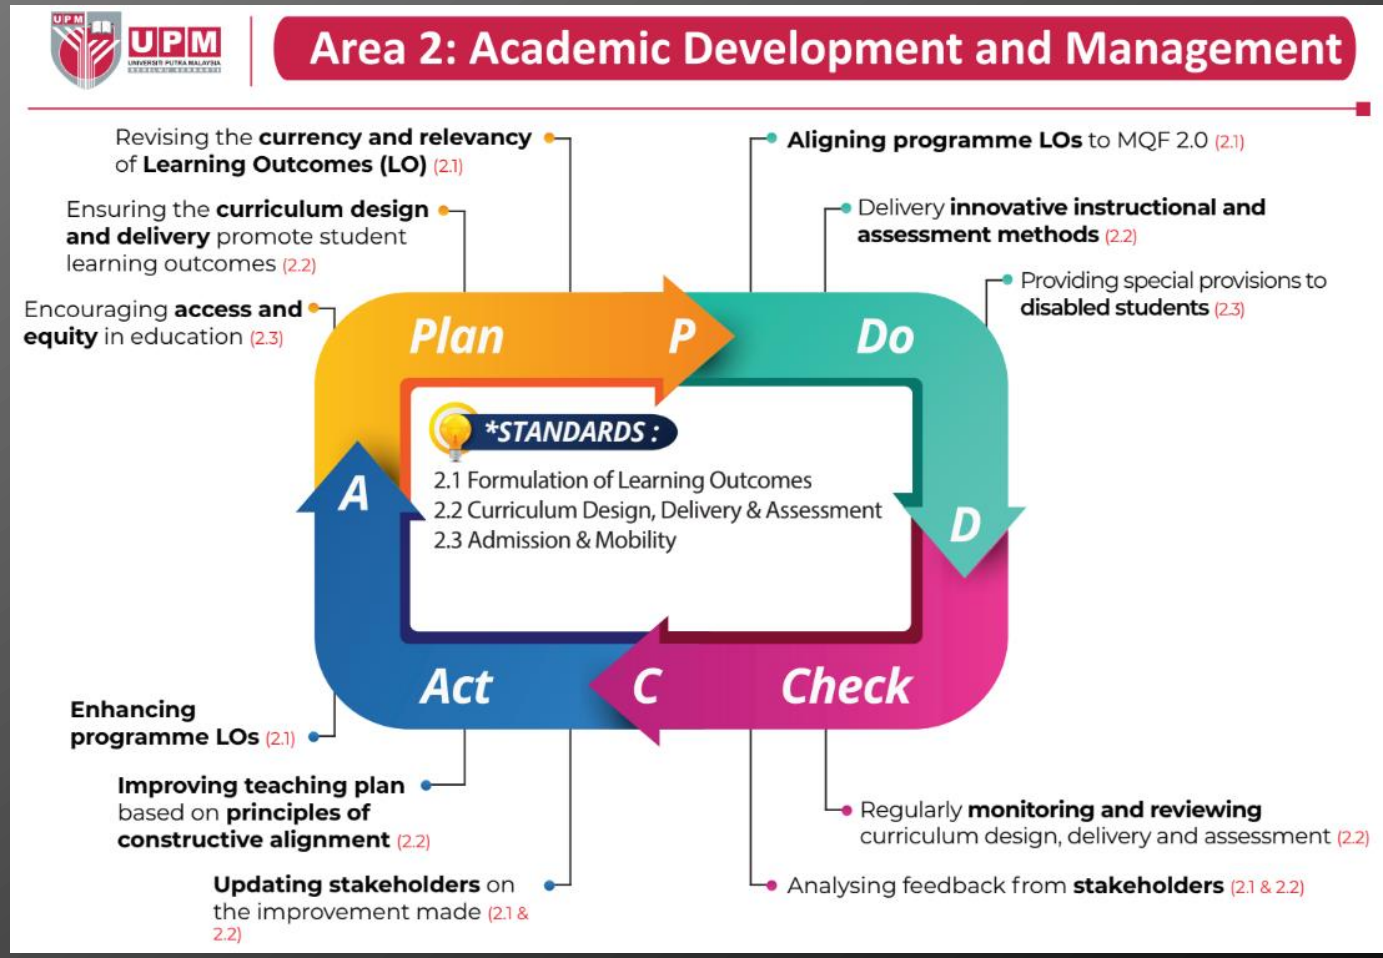 UPM
UPM
UNIVERSITI PUTRA MALAYSIA
Area 2: Academic Development and Management
Revising the currency and relevancy
of Learning Outcomes (LO) (2.1)
Ensuring the curriculum design
and delivery promote student
learning outcomes (2.2)
Encouraging access and
equity in education (2.3)
Aligning programme LOs to MQF 2.0 (2.1)
Delivery innovative instructional and
assessment methods (2.2)
Providing special provisions to
disabled students (2.3)
Plan
P
Do
*STANDARDS :
2.1 Formulation of Learning Outcomes
2.2 Curriculum Design, Delivery & Assessment
2.3 Admission & Mobility
A
D
Act
C
Check
Enhancing
programme LOs (2.1)
Improving teaching plan
based on principles of
constructive alignment (2.2)
Updating stakeholders on
the improvement made (2.1 &
2.2)
Regularly monitoring and reviewing
curriculum design, delivery and assessment (2.2)
Analysing feedback from stakeholders (2.1 & 2.2)